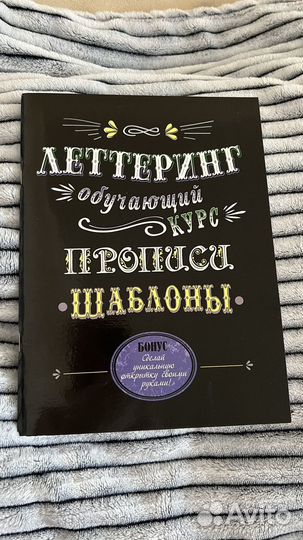 ЛЕТТЕРИНГ
обучающий
КУРС
ПРОПИСИ
ШАБЛОНЫ
БОНУС
Сделай
уникальную
открытку своими
руками!
Avito